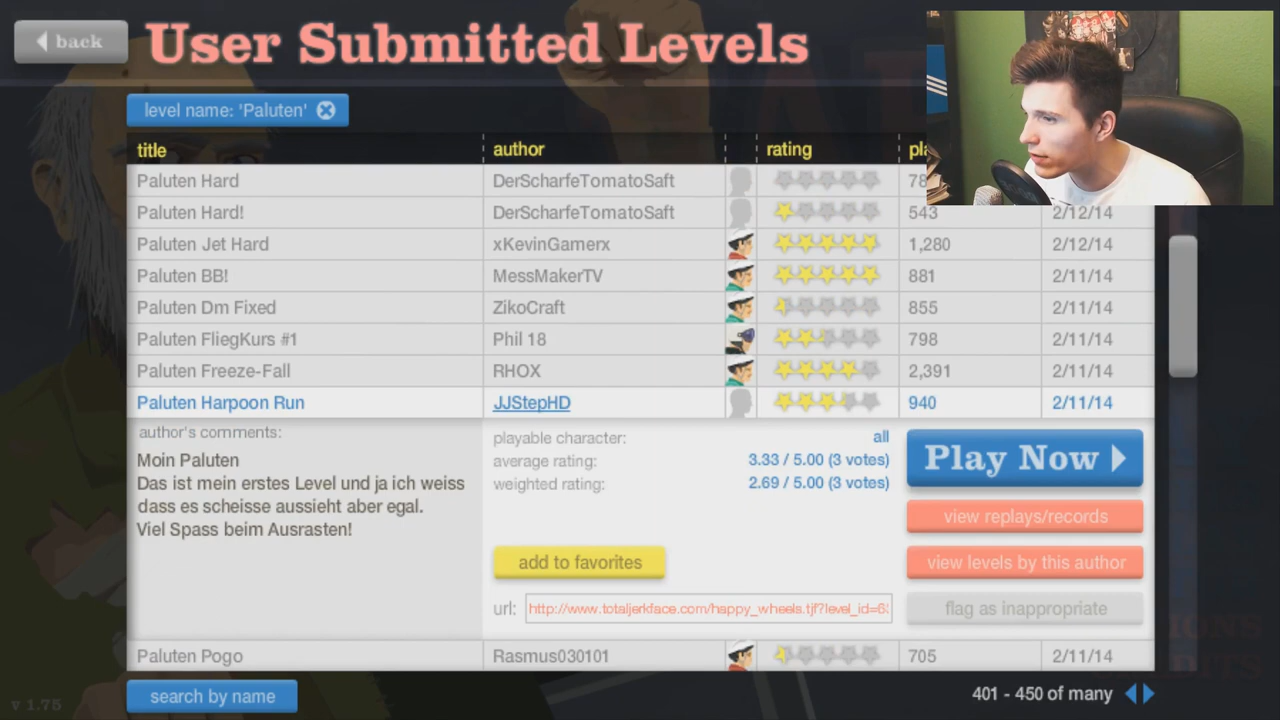 back
User Submitted Levels
level name: 'Paluten'
title author rating
Paluten Hard DerScharfeTomatoSaft 78
Paluten Hard! DerScharfeTomatoSaft 543 2/12/14
Paluten Jet Hard xKevinGamerx 1,280 2/12/14
Paluten BB! MessMakerTV 881 2/11/14
Paluten Dm Fixed ZikoCraft 855 2/11/14
Paluten FliegKurs #1 Phil 18 798 2/11/14
Paluten Freeze-Fall RHOX 2,391 2/11/14
Paluten Harpoon Run JJStepHD 940 2/11/14
author's comments:
Moin Paluten
Das ist mein erstes Level und ja ich weiss
dass es scheisse aussieht aber egal.
Viel Spass beim Ausrasten!
playable character: all
average rating: 3.33 / 5.00 (3 votes)
weighted rating: 2.69 / 5.00 (3 votes)
add to favorites
url: http://www.totaljerkface.com/happy_wheels.tjf?level_id=6
Play Now
view replays/records
view levels by this author
flag as inappropriate
Paluten Pogo Rasmus030101 705 2/11/14
search by name
401 - 450 of many
v 1.75